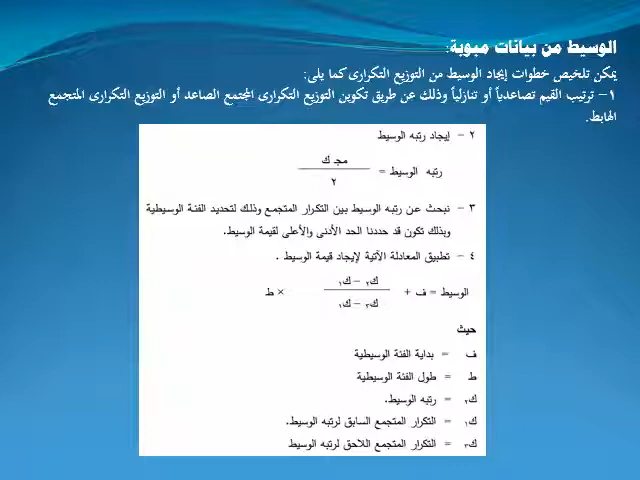 الوسيط من بيانات مبوبة:
يمكن تلخيص خطوات إيجاد الوسيط من التوزيع التكرارى كما يلى:
١– ترتيب القيم تصاعدياً أو تنازلياً وذلك عن طريق تكوين التوزيع التكرارى المجتمع الصاعد أو التوزيع التكرارى المتجمع
الهابط.
٢ – إيجاد رتبه الوسيط
رتبه الوسيط = مجـ ك / ٢
٣ – نبحث عن رتبه الوسيط بين التكرار المتجمع وذلك لتحديد الفئة الوسيطية
وبذلك تكون قد حددنا الحد الأدنى والأعلى لقيمة الوسيط.
٤ – تطبيق المعادلة الآتية لإيجاد قيمة الوسيط .
الوسيط = ف + ك٢ – ك١ / ك٣ – ك١ × ط
حيث
ف = بداية الفئة الوسيطية
ط = طول الفئة الوسيطية
ك٢ = رتبه الوسيط.
ك١ = التكرار المتجمع السابق لرتبه الوسيط.
ك٣ = التكرار المتجمع اللاحق لرتبه الوسيط